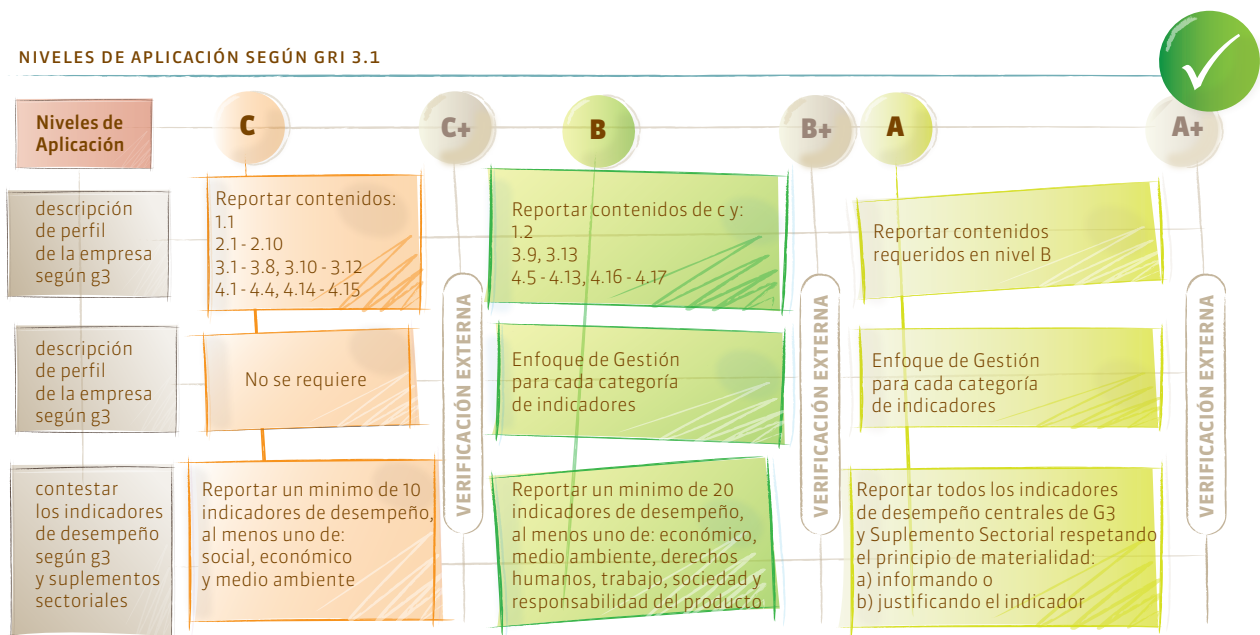 NIVELES DE APLICACIÓN SEGÚN GRI 3.1
Niveles de
Aplicación
C
C+
B
B+
A
A+
descripción
de perfil
de la empresa
según g3
Reportar contenidos:
1.1
2.1 - 2.10
3.1 - 3.8, 3.10 - 3.12
4.1 - 4.4, 4.14 - 4.15
Reportar contenidos de c y:
1.2
3.9, 3.13
4.5 - 4.13, 4.16 - 4.17
Reportar contenidos
requeridos en nivel B
descripción
de perfil
de la empresa
según g3
No se requiere
VERIFICACIÓN EXTERNA
Enfoque de Gestión
para cada categoría
de indicadores
VERIFICACIÓN EXTERNA
Enfoque de Gestión
para cada categoría
de indicadores
VERIFICACIÓN EXTERNA
contestar
los indicadores
de desempeño
según g3
y suplementos
sectoriales
Reportar un minimo de 10
indicadores de desempeño,
al menos uno de:
social, económico
y medio ambiente
Reportar un minimo de 20
indicadores de desempeño,
al menos uno de: económico,
medio ambiente, derechos
humanos, trabajo, sociedad y
responsabilidad del producto
Reportar todos los indicadores
de desempeño centrales de G3
y Suplemento Sectorial respetando
el principio de materialidad:
a) informando o
b) justificando el indicador